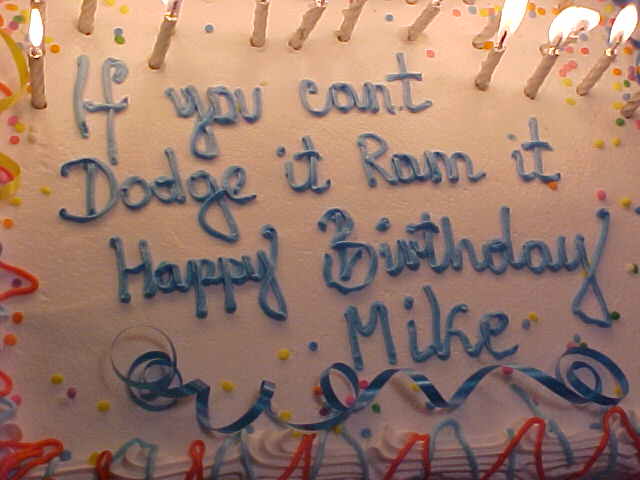 If you cant
Dodge it Ram it
Happy Birthday
Mike